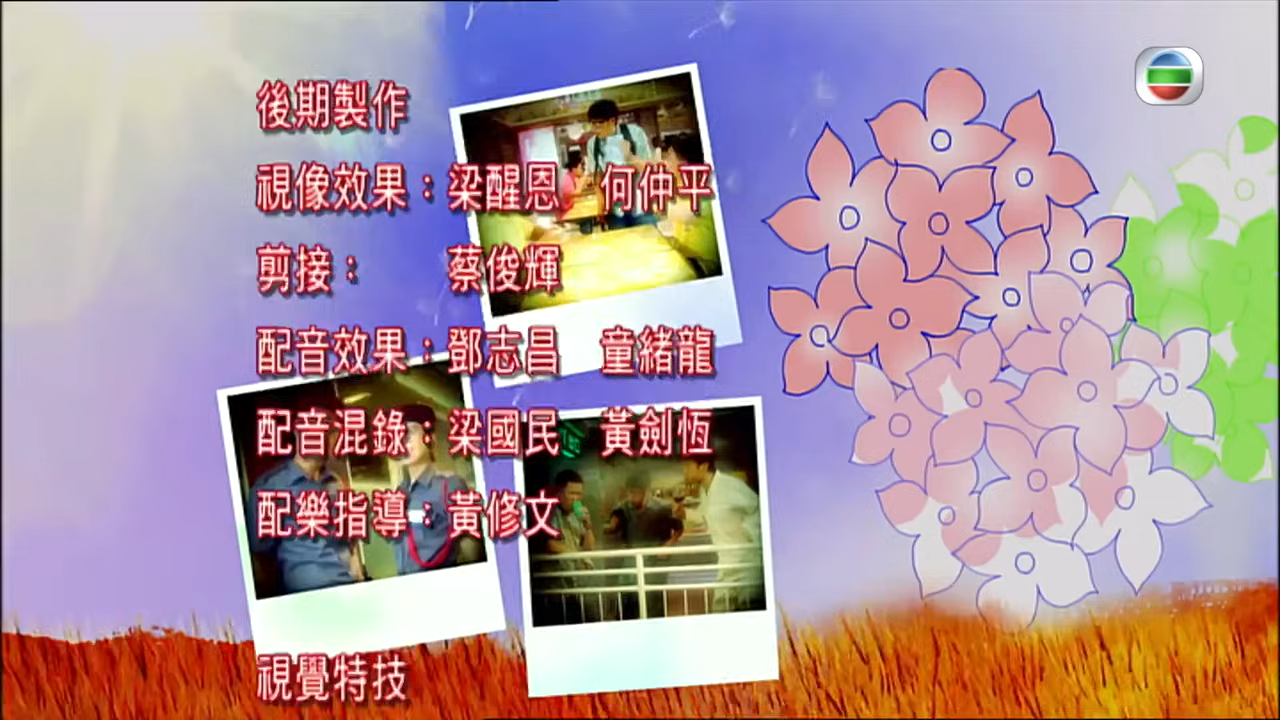 後期製作
視像效果：梁醒恩　何仲平
剪接：　　蔡俊輝
配音效果：鄧志昌　童緒龍
配音混錄：梁國民　黃劍恆
配樂指導：黃修文
視覺特技